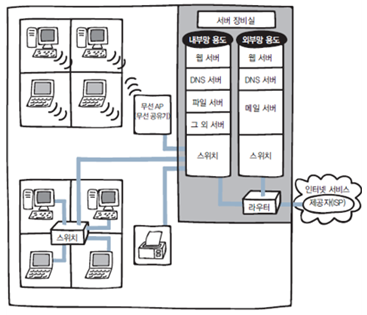 서버 장비실
내부망 용도
외부망 용도
웹 서버
웹 서버
DNS 서버
DNS 서버
파일 서버
메일 서버
그 외 서버
스위치
스위치
무선 AP
(무선 공유기)
라우터
인터넷 서비스
제공자(ISP)
스위치